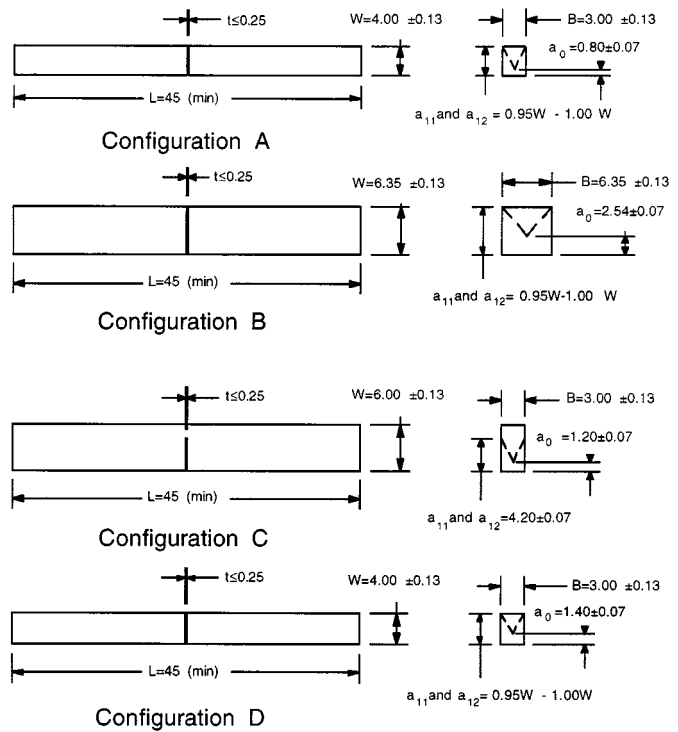 t≤0.25
W=4.00 ±0.13
B=3.00 ±0.13
a0 =0.80±0.07
L=45 (min)
a11 and a12 = 0.95W - 1.00 W
Configuration A
t≤0.25
W=6.35 ±0.13
B=6.35 ±0.13
a0=2.54±0.07
L=45 (min)
a11 and a12= 0.95W-1.00 W
Configuration B
t≤0.25
W=6.00 ±0.13
B=3.00 ±0.13
a0 =1.20±0.07
L=45 (min)
a11 and a12=4.20±0.07
Configuration C
t≤0.25
W=4.00 ±0.13
B=3.00 ±0.13
a0=1.40±0.07
L=45 (min)
a11 and a12= 0.95W - 1.00W
Configuration D